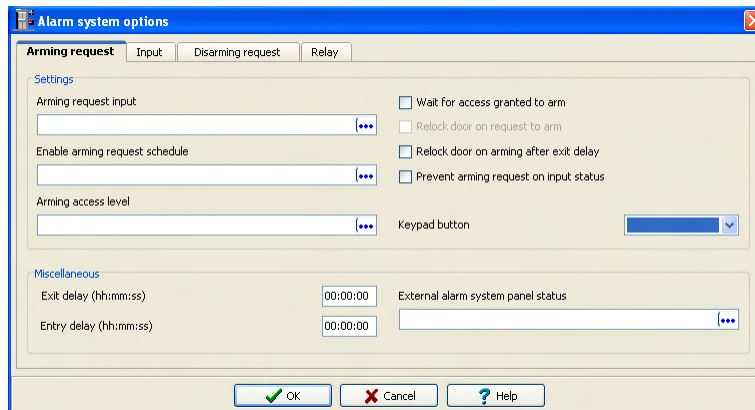 Alarm system options
Arming request Input Disarming request Relay
Settings
Arming request input
Wait for access granted to arm
Relock door on request to arm
Enable arming request schedule
Relock door on arming after exit delay
Prevent arming request on input status
Arming access level
Keypad button
Miscellaneous
Exit delay (hh:mm:ss) 00:00:00
External alarm system panel status
Entry delay (hh:mm:ss) 00:00:00
OK Cancel Help